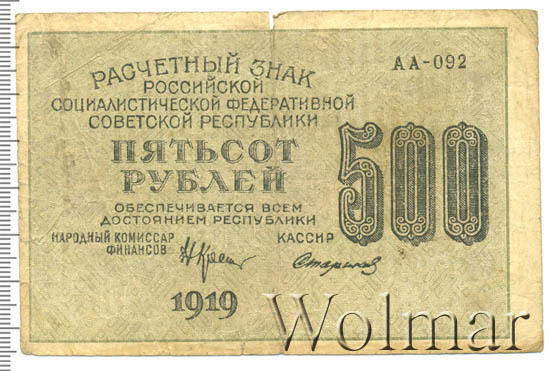 РАСЧЕТНЫЙ ЗНАК
РОССИЙСКОЙ
СОЦИАЛИСТИЧЕСКОЙ ФЕДЕРАТИВНОЙ
СОВЕТСКОЙ РЕСПУБЛИКИ
АА-092
ПЯТЬСОТ
РУБЛЕЙ
500
ОБЕСПЕЧИВАЕТСЯ ВСЕМ
ДОСТОЯНИЕМ РЕСПУБЛИКИ
НАРОДНЫЙ КОМИССАР
ФИНАНСОВ
КАССИР
1919
Wolmar